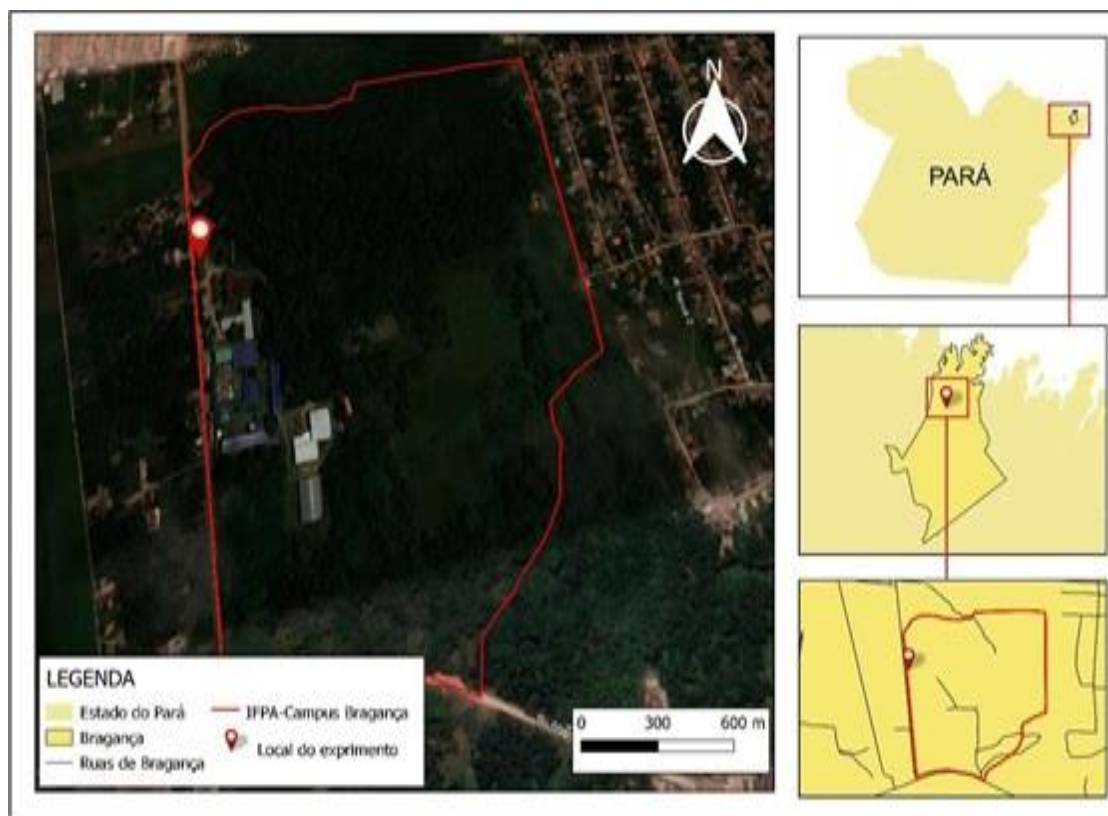 N
PARÁ
LEGENDA
Estado do Pará
Bragança
Ruas de Bragança
IFPA-Campus Bragança
Local do exprimento
0 300 600 m